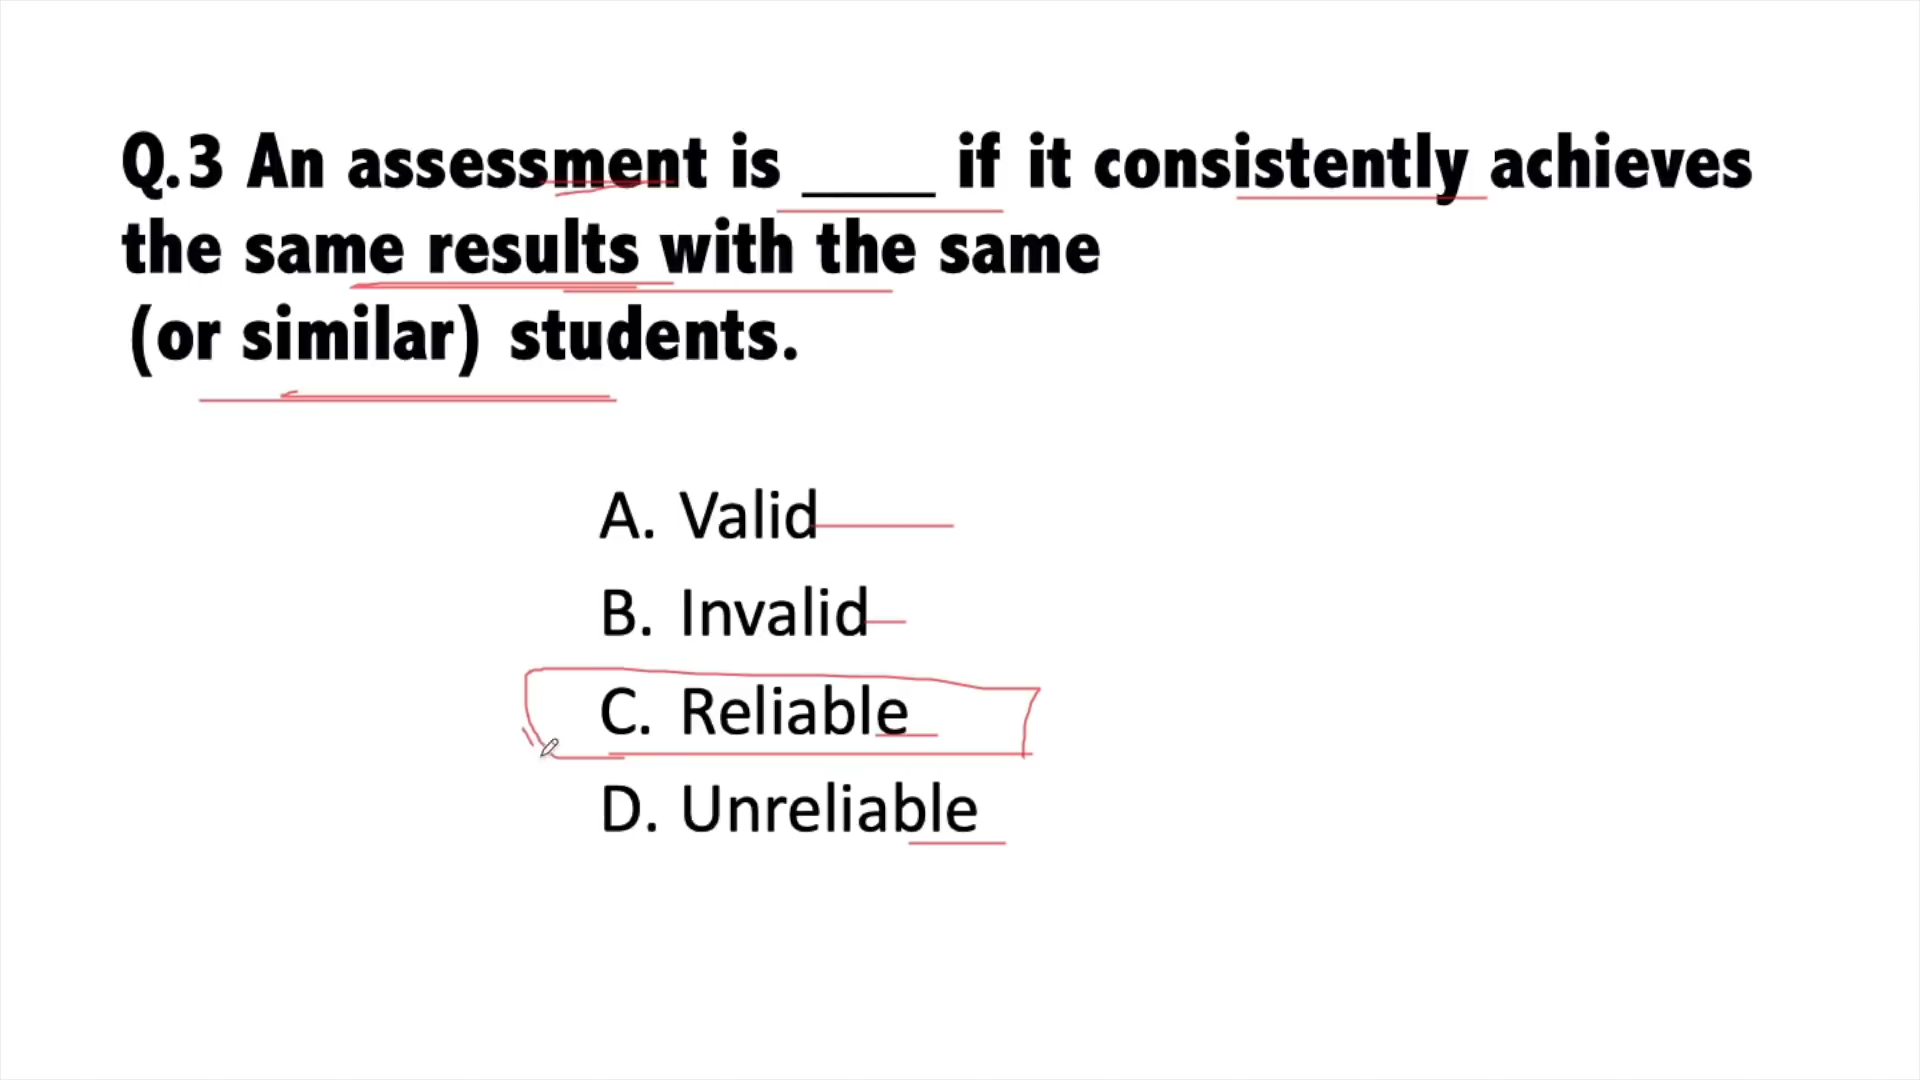 Q.3 An assessment is ____ if it consistently achieves
the same results with the same
(or similar) students.
A. Valid
B. Invalid
C. Reliable
D. Unreliable